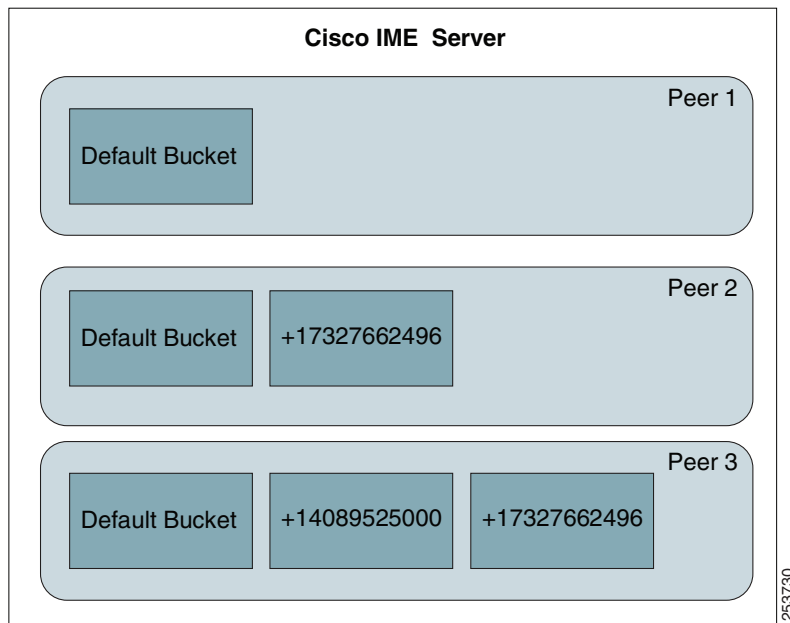 Cisco IME Server
Peer 1
Default Bucket
Peer 2
Default Bucket
+17327662496
Peer 3
Default Bucket
+14089525000
+17327662496
253730